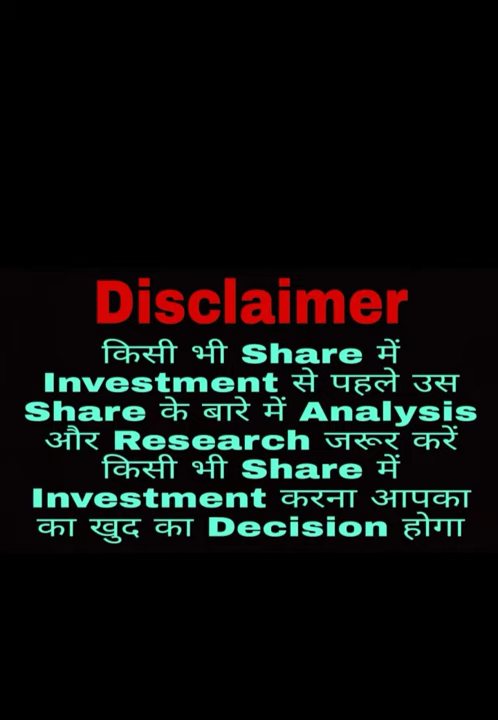 Disclaimer
किसी भी Share में
Investment से पहले उस
Share के बारे में Analysis
और Research जरूर करें
किसी भी Share में
Investment करना आपका
का खुद का Decision होगा